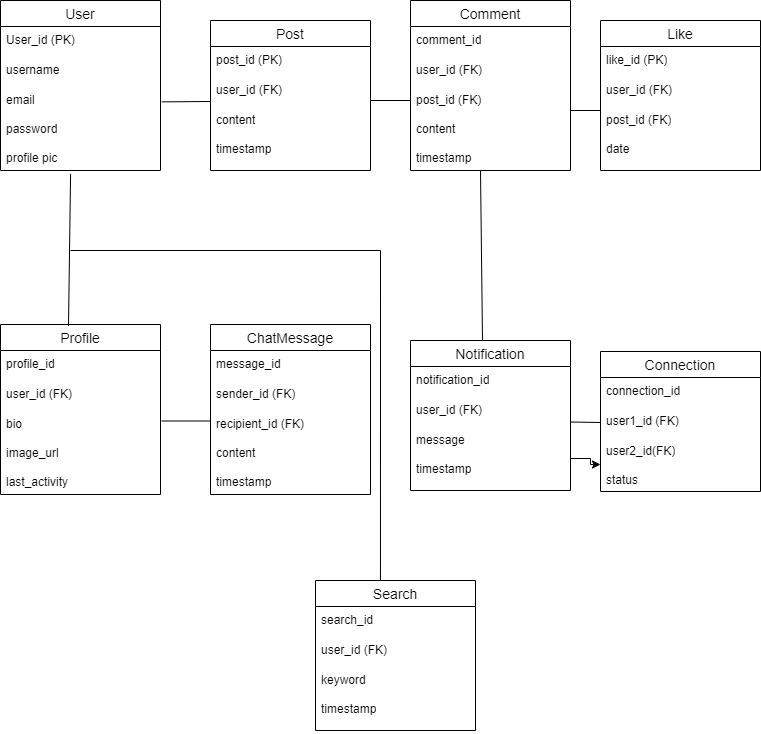 User
User_id (PK)
username
email
password
profile pic
Post
post_id (PK)
user_id (FK)
content
timestamp
Comment
comment_id
user_id (FK)
post_id (FK)
content
timestamp
Like
like_id (PK)
user_id (FK)
post_id (FK)
date
Profile
profile_id
user_id (FK)
bio
image_url
last_activity
ChatMessage
message_id
sender_id (FK)
recipient_id (FK)
content
timestamp
Notification
notification_id
user_id (FK)
message
timestamp
Connection
connection_id
user1_id (FK)
user2_id(FK)
status
Search
search_id
user_id (FK)
keyword
timestamp